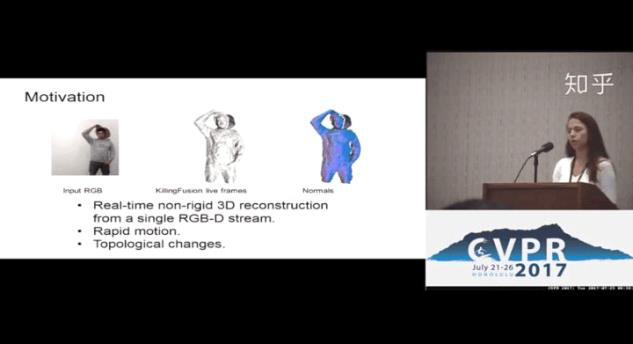 Motivation
Input RGB
KillingFusion live frames
Normals
• Real-time non-rigid 3D reconstruction
from a single RGB-D stream.
• Rapid motion.
• Topological changes.
知乎
CVPR
July 21-26
HONOLULU
2017